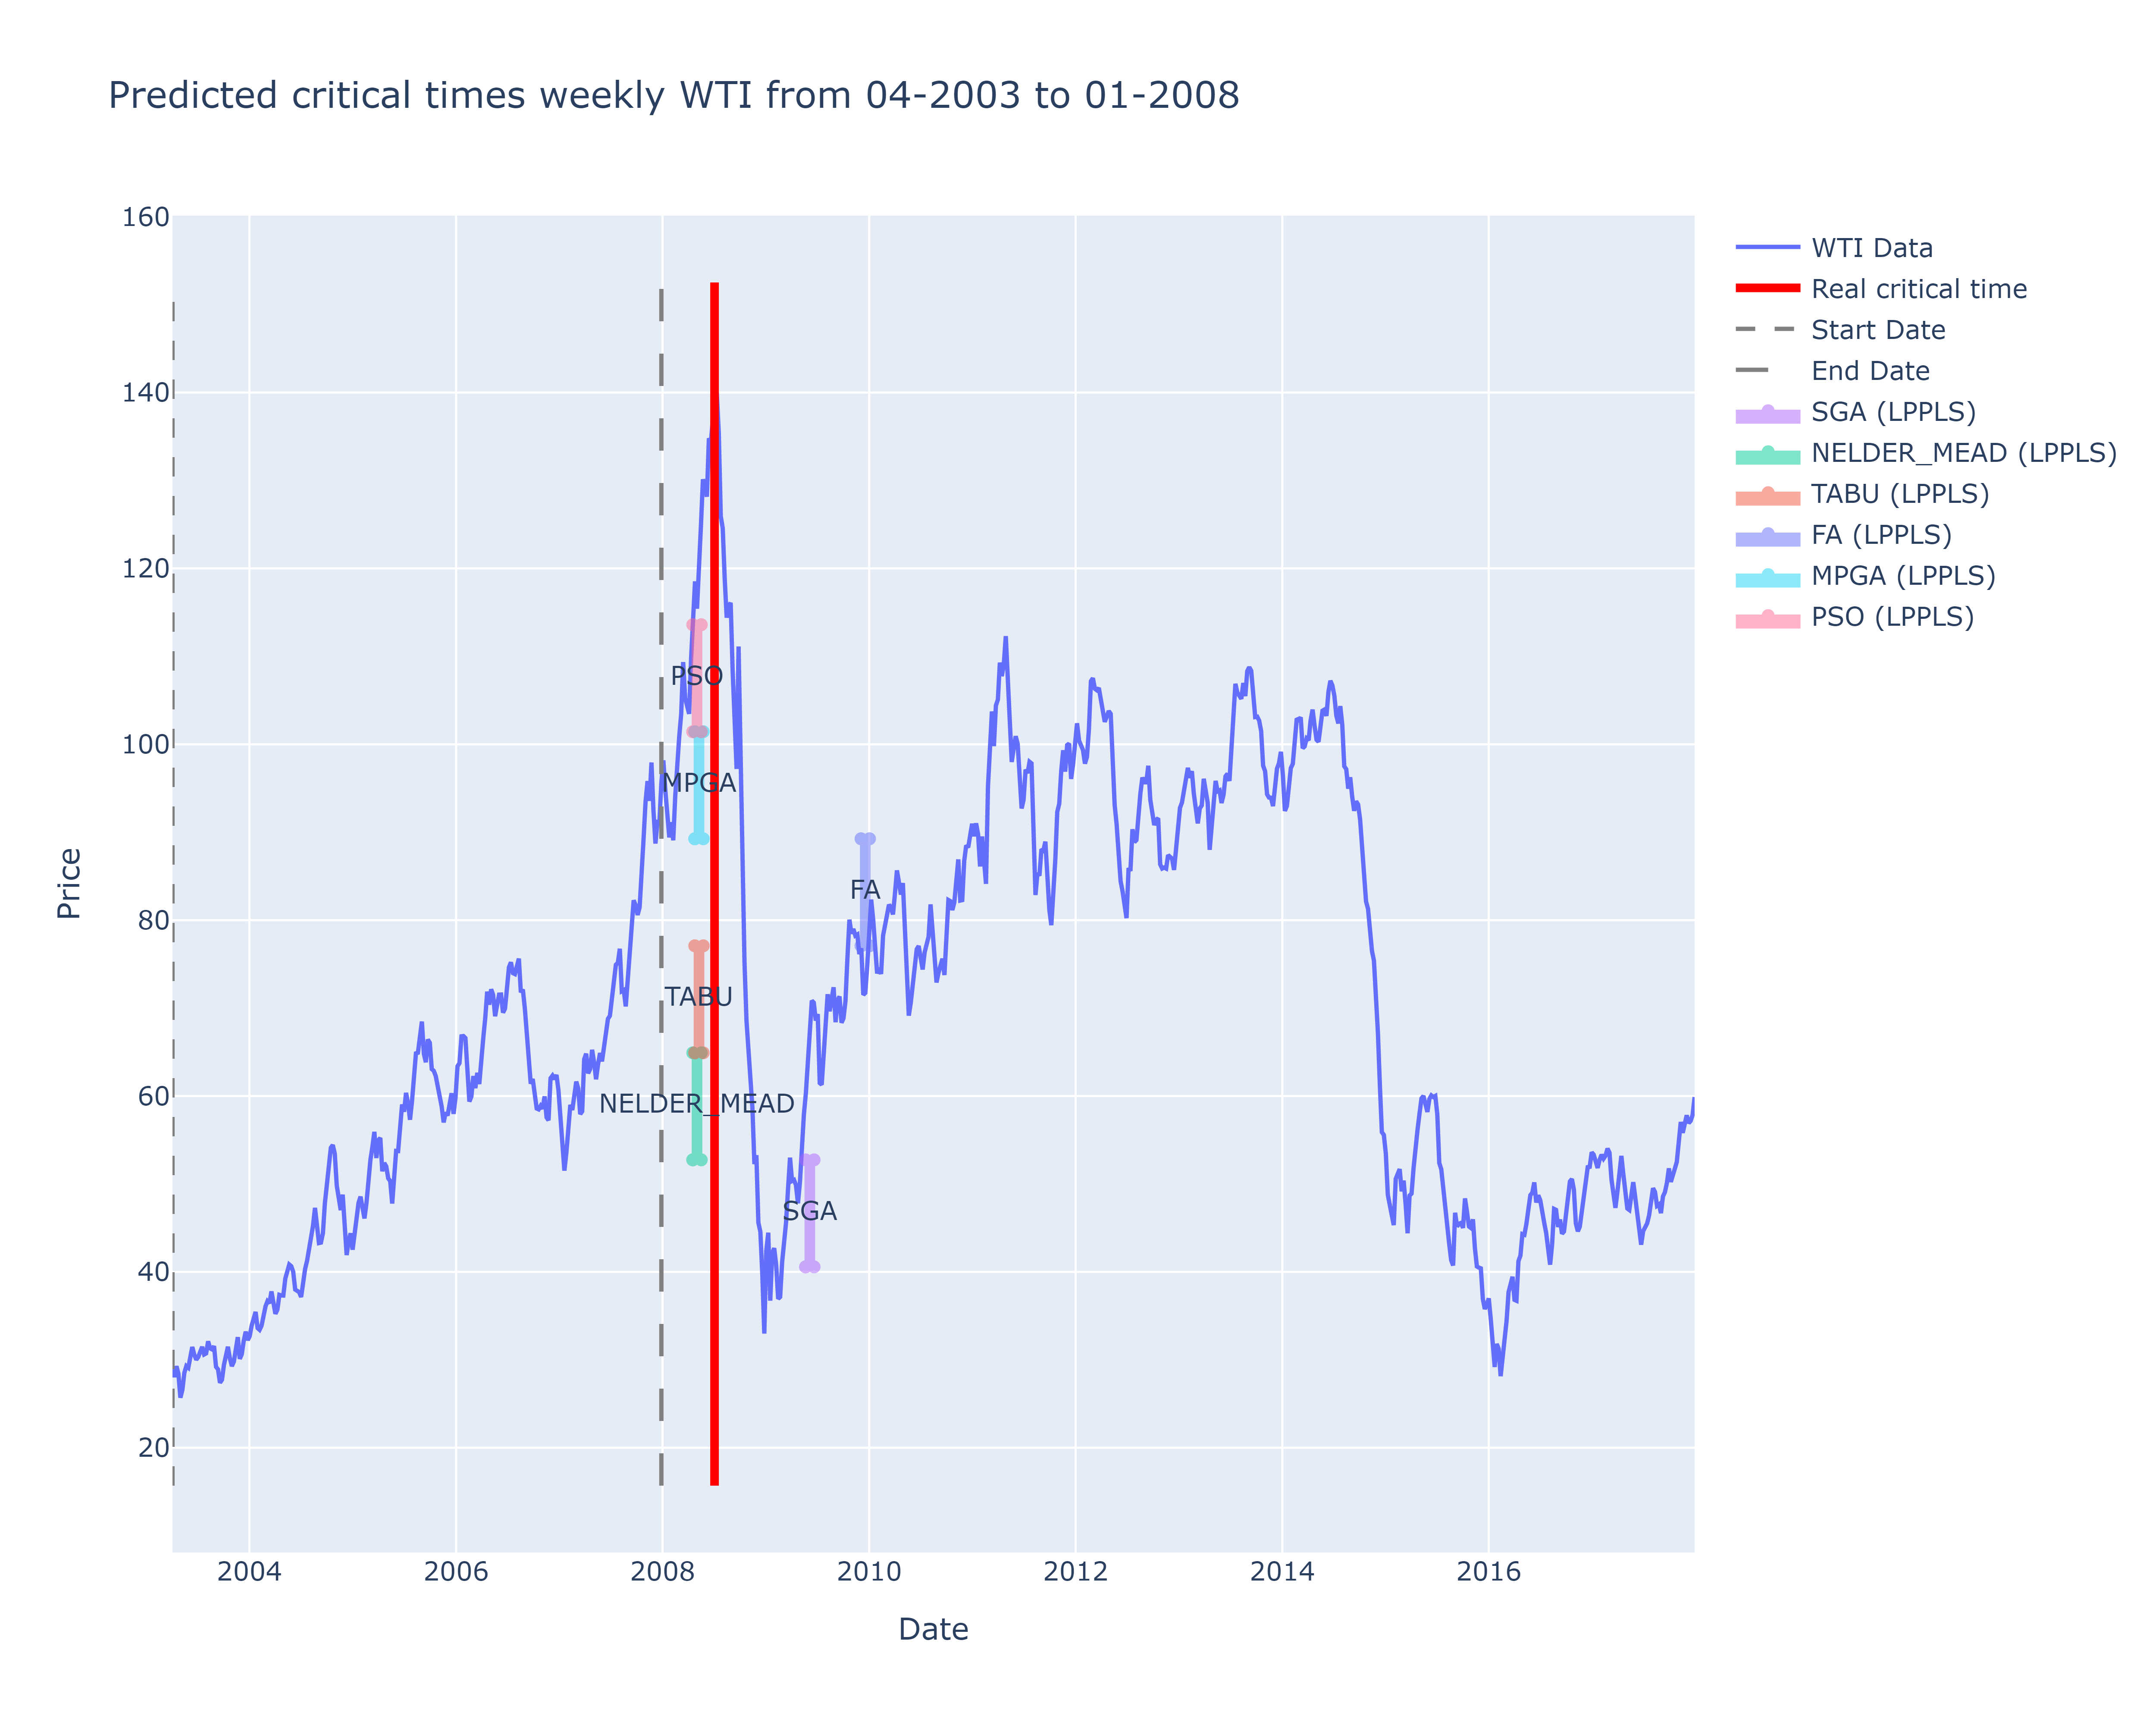 Predicted critical times weekly WTI from 04-2003 to 01-2008
160
140
120
100
80
60
40
20
Price
2004
2006
2008
2010
2012
2014
2016
Date
PSO
MPGA
FA
TABU
NELDER_MEAD
SGA
WTI Data
Real critical time
Start Date
End Date
SGA (LPPLS)
NELDER_MEAD (LPPLS)
TABU (LPPLS)
FA (LPPLS)
MPGA (LPPLS)
PSO (LPPLS)